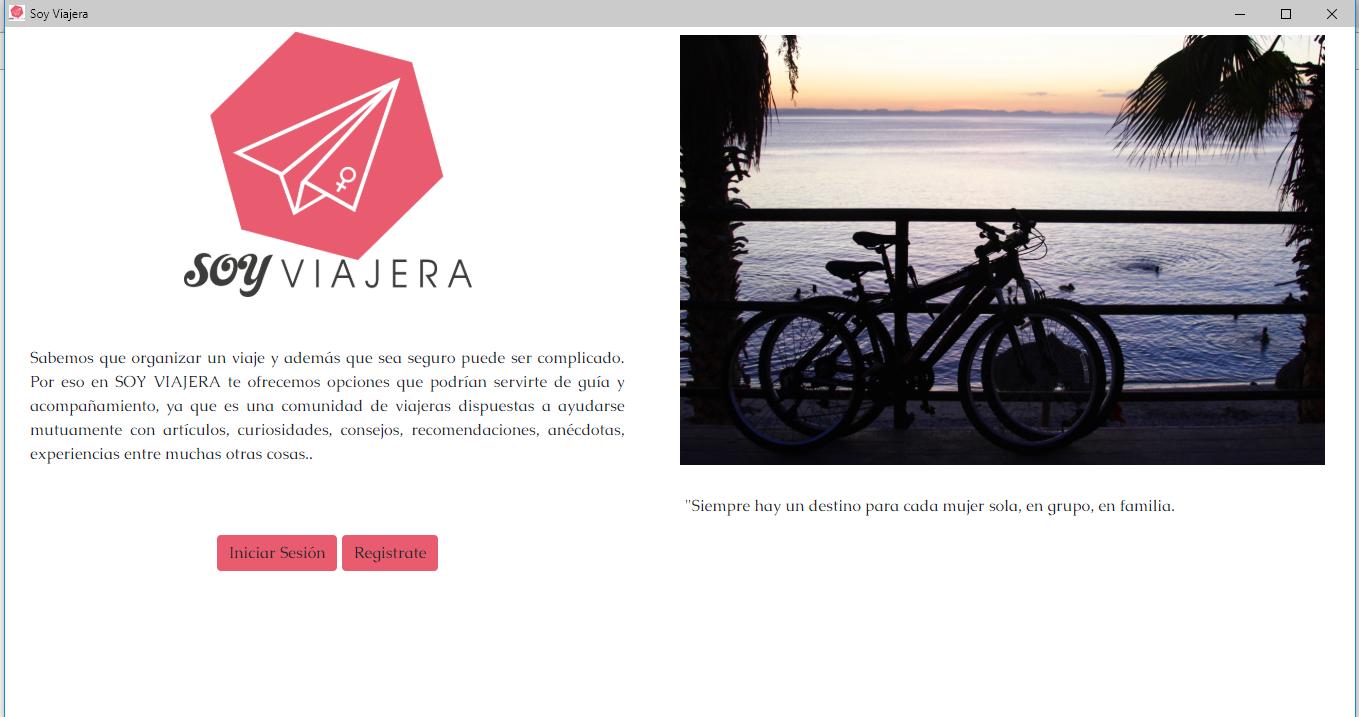 Soy Viajera
SOY VIAJERA
Sabemos que organizar un viaje y además que sea seguro puede ser complicado.
Por eso en SOY VIAJERA te ofrecemos opciones que podrían servirte de guía y
acompañamiento, ya que es una comunidad de viajeras dispuestas a ayudarse
mutuamente con artículos, curiosidades, consejos, recomendaciones, anécdotas,
experiencias entre muchas otras cosas..
Iniciar Sesión Registrate
"Siempre hay un destino para cada mujer sola, en grupo, en familia.